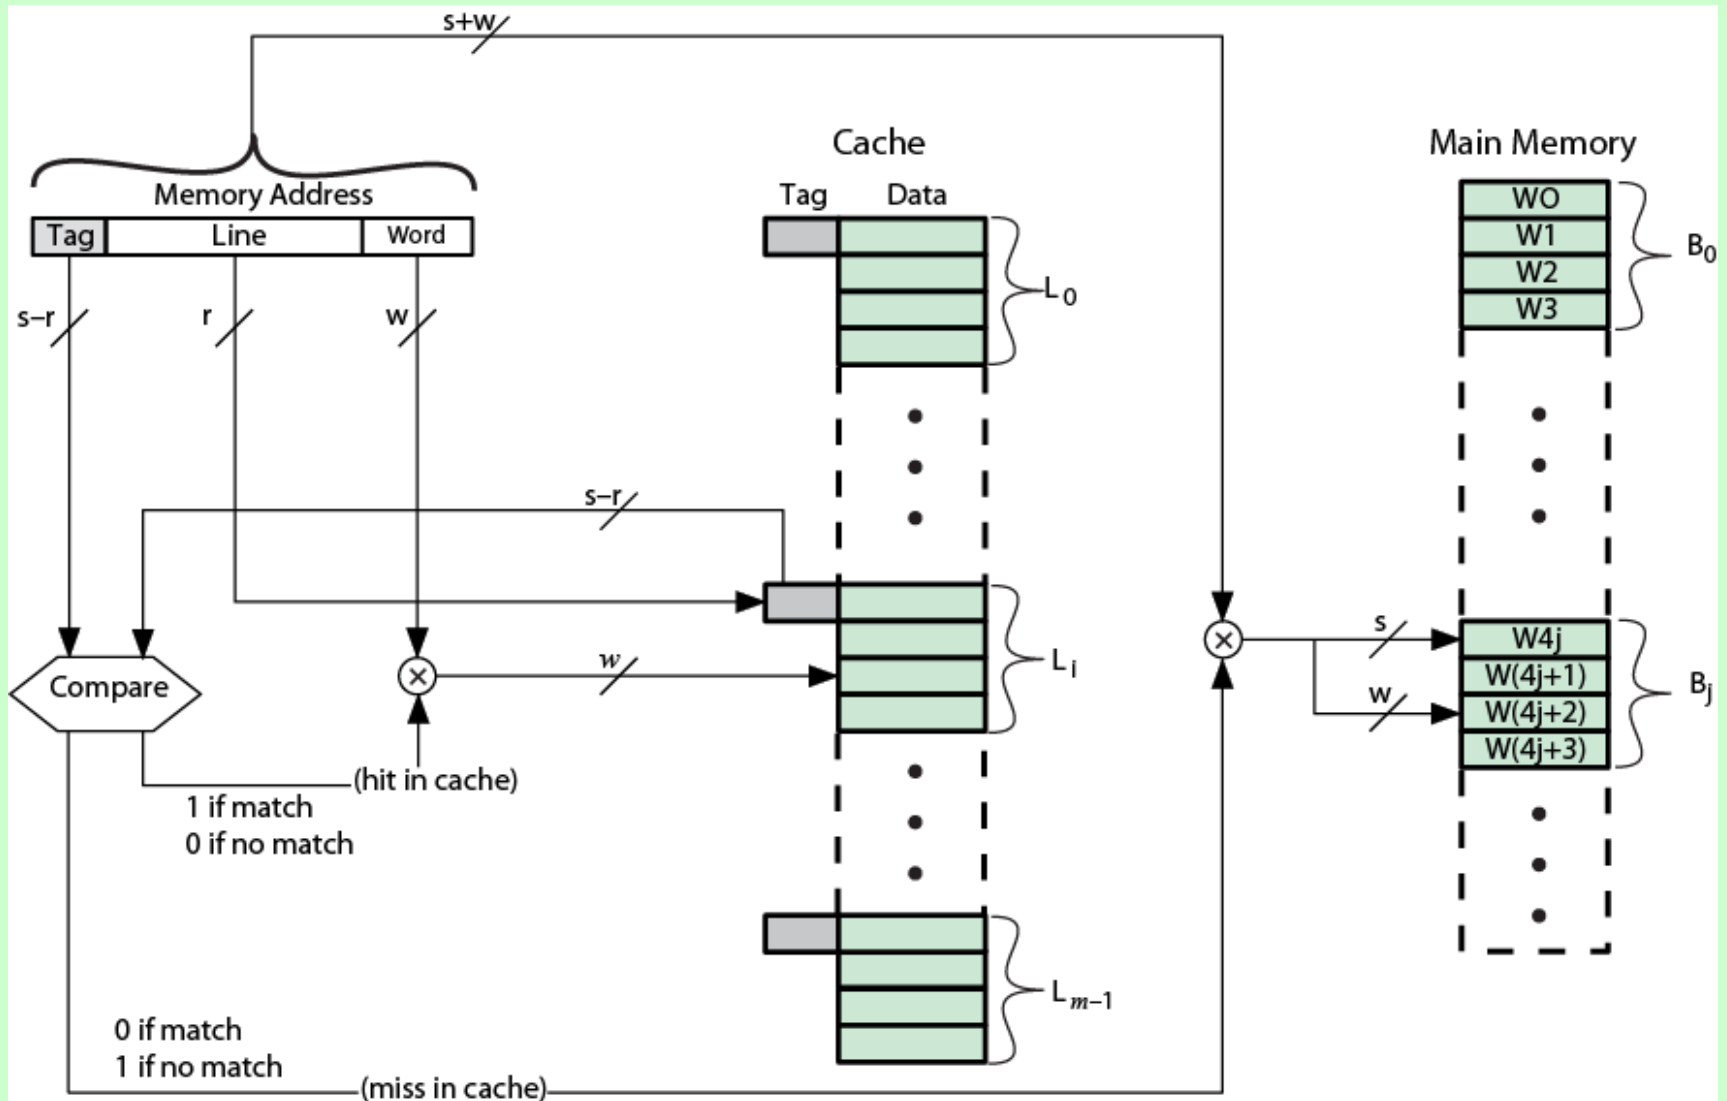 s+w
Cache
Main Memory
Memory Address
Tag Data
Tag Line Word
WO
W1
W2
W3
B0
L0
s–r
r
w
s–r
s
w
W4j
W(4j+1)
W(4j+2)
W(4j+3)
Bj
Li
w
Compare
(hit in cache)
1 if match
0 if no match
Lm–1
0 if match
1 if no match
(miss in cache)